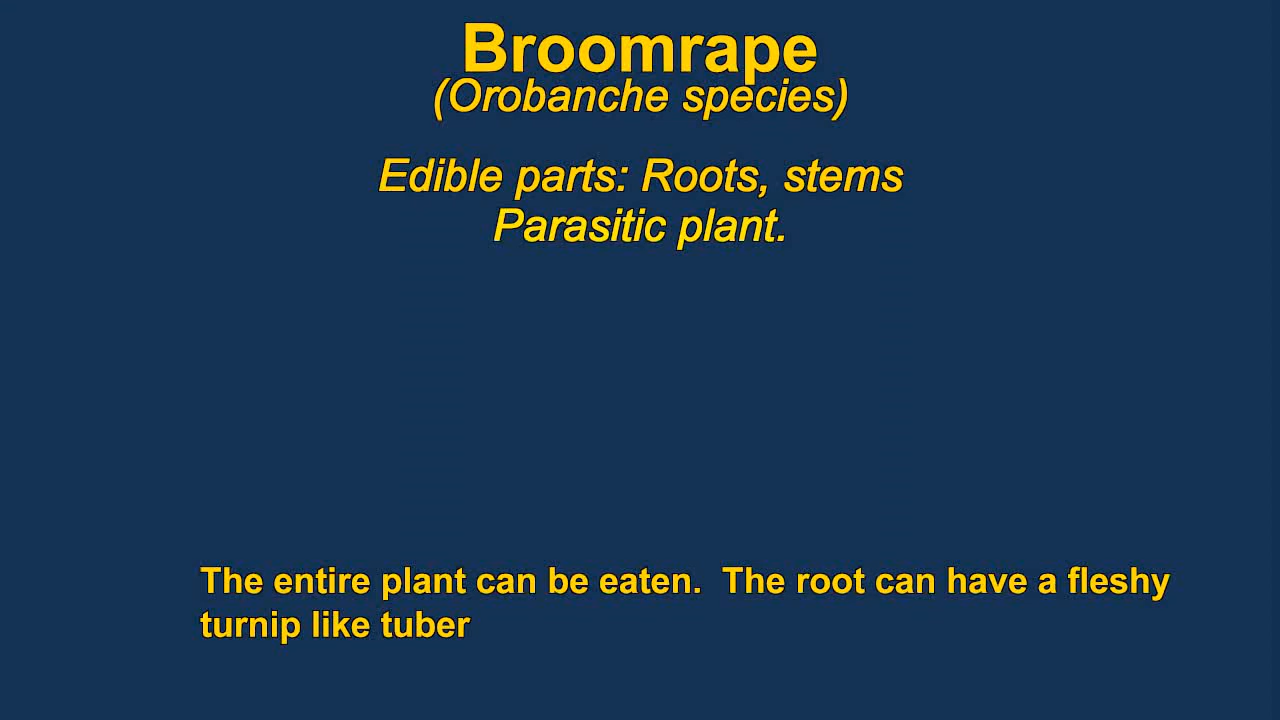 Broomrape
(Orobanche species)
Edible parts: Roots, stems
Parasitic plant.
The entire plant can be eaten.  The root can have a fleshy
turnip like tuber